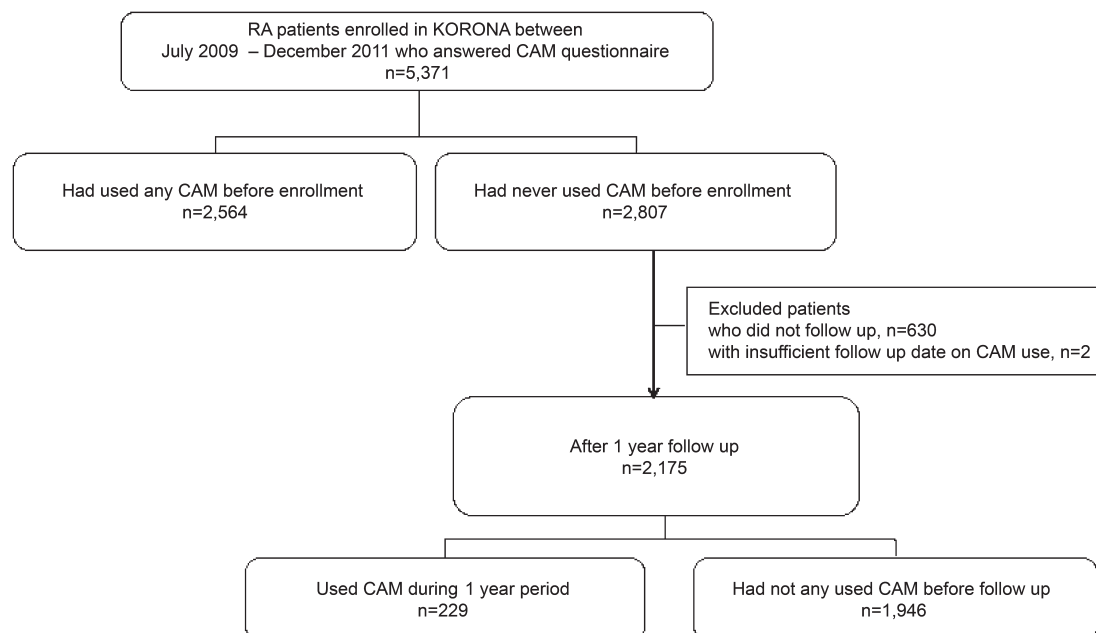 RA patients enrolled in KORONA between
July 2009 – December 2011 who answered CAM questionnaire
n=5,371
Had used any CAM before enrollment
n=2,564
Had never used CAM before enrollment
n=2,807
Excluded patients
who did not follow up, n=630
with insufficient follow up date on CAM use, n=2
After 1 year follow up
n=2,175
Used CAM during 1 year period
n=229
Had not any used CAM before follow up
n=1,946